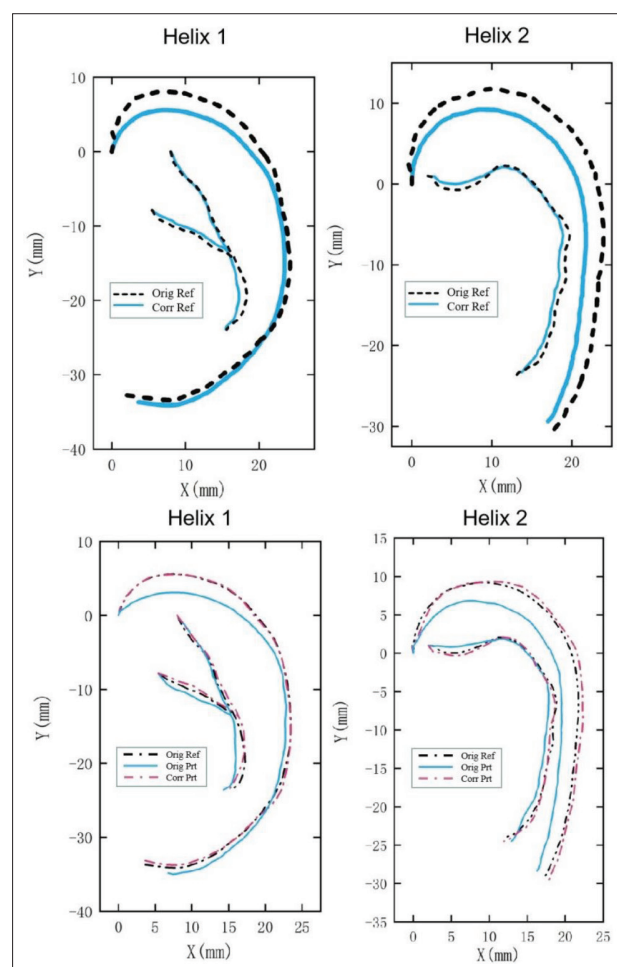 Helix 1
Helix 2
10
0
-10
-20
-30
-40
Y(mm)
Orig Ref
Corr Ref
0
10
20
X(mm)
10
0
-10
-20
-30
Y(mm)
Orig Ref
Corr Ref
0
10
20
X(mm)
Helix 1
Helix 2
10
0
-10
-20
-30
-40
Y(mm)
Orig Ref
Orig Prt
Corr Prt
0
5
10
15
20
25
X(mm)
15
10
5
0
-5
-10
-15
-20
-25
-30
-35
Y(mm)
Orig Ref
Orig Prt
Corr Prt
0
5
10
15
20
25
X(mm)